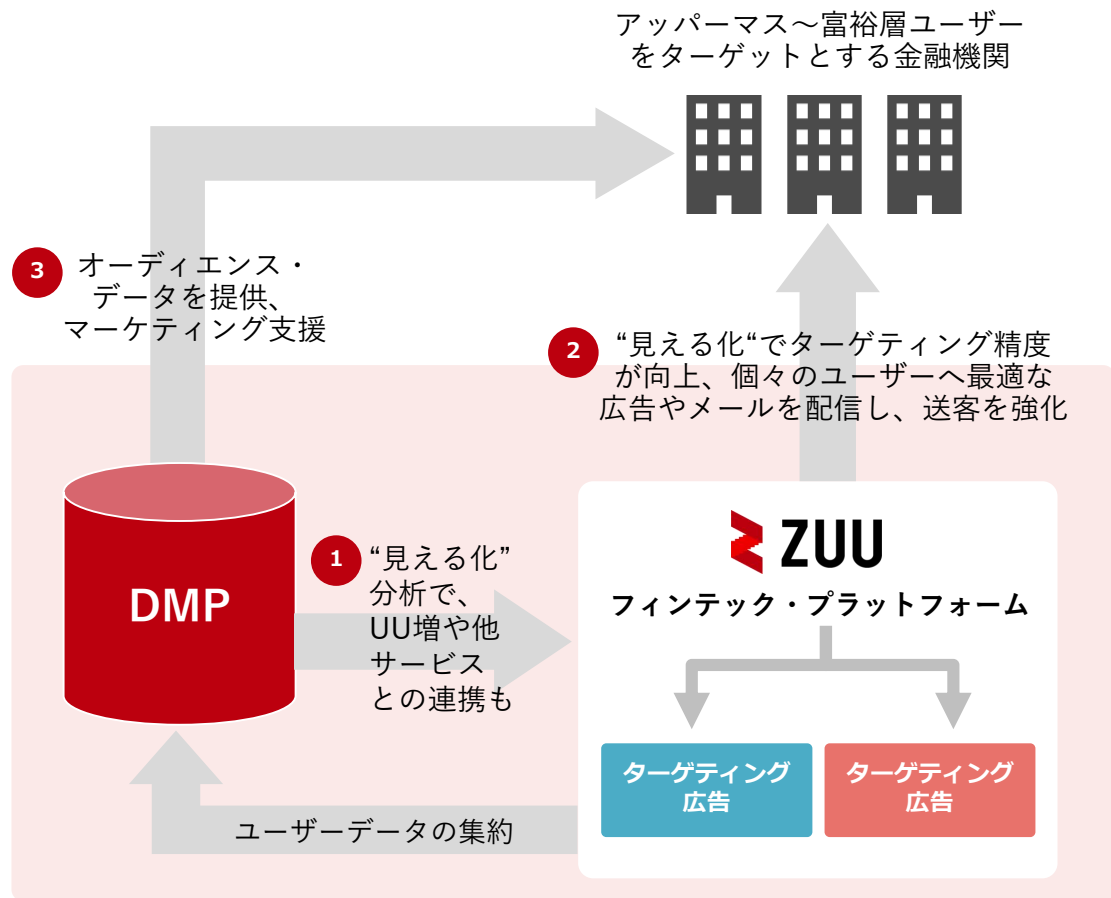 アッパーマス～富裕層ユーザー
をターゲットとする金融機関
3
オーディエンス・
データを提供、
マーケティング支援
2
“見える化“でターゲティング精度
が向上、個々のユーザーへ最適な
広告やメールを配信し、送客を強化
DMP
1
“見える化”
分析で、
UU増や他
サービス
との連携も
ZUU
フィンテック・プラットフォーム
ターゲティング
広告
ターゲティング
広告
ユーザーデータの集約